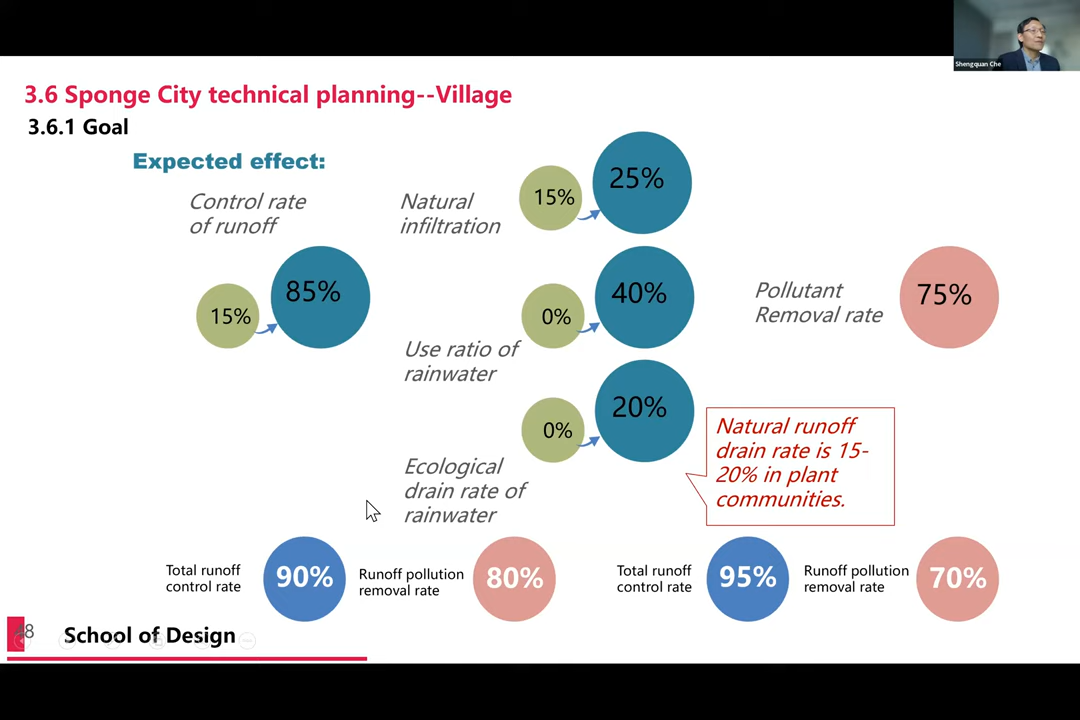 Shengquan Che
3.6 Sponge City technical planning--Village
3.6.1 Goal
Expected effect:
Control rate
of runoff
15%
85%
Natural
infiltration
15%
25%
Use ratio of
rainwater
0%
40%
Ecological
drain rate of
rainwater
0%
20%
Pollutant
Removal rate
75%
Natural runoff
drain rate is 15-
20% in plant
communities.
Total runoff
control rate
90%
Runoff pollution
removal rate
80%
Total runoff
control rate
95%
Runoff pollution
removal rate
70%
48
School of Design